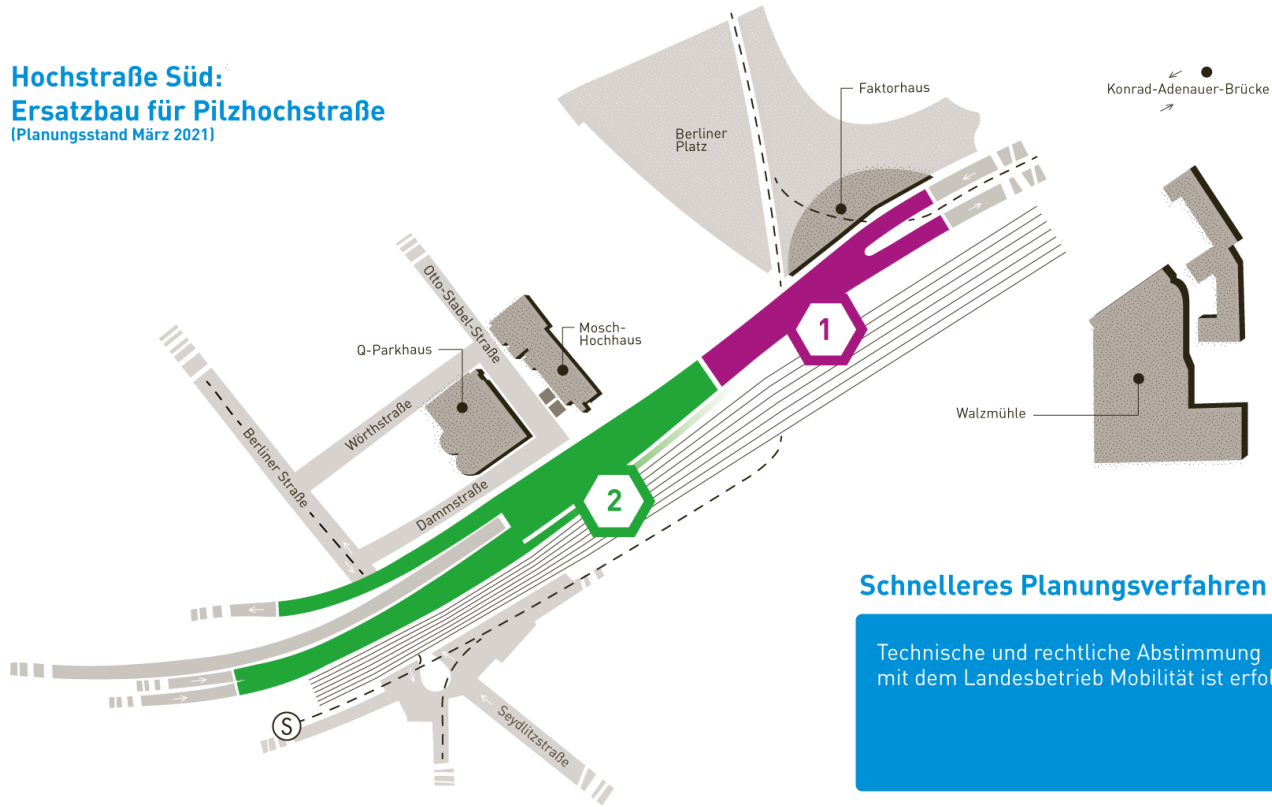 Hochstraße Süd:
Ersatzbau für Pilzhochstraße
(Planungsstand März 2021)
Faktorhaus
Konrad-Adenauer-Brücke
Berliner
Platz
Otto-Stabel-Straße
Mosch-
Hochhaus
Q-Parkhaus
1
Wörthstraße
Walzmühle
Berliner Straße
Dammstraße
2
Schnelleres Planungsverfahren
Technische und rechtliche Abstimmung
mit dem Landesbetrieb Mobilität ist
S
Seydlitzstraße